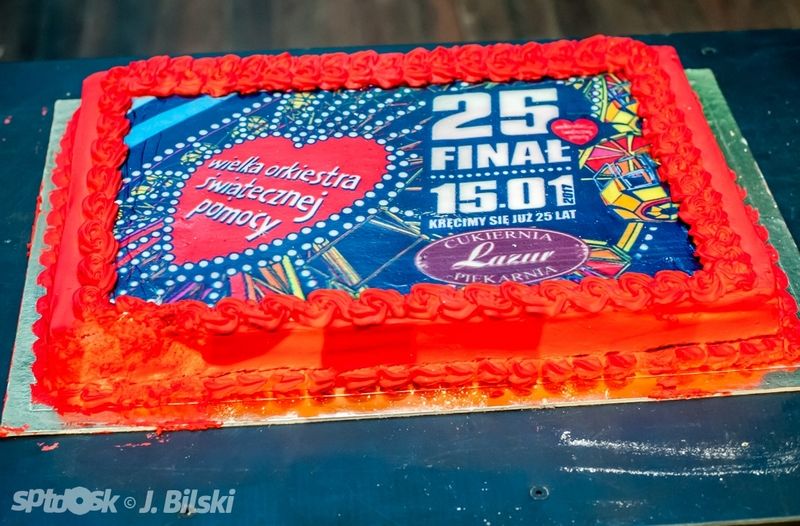 wielka orkiestra
świątecznej
pomocy
25
FINAŁ
15.01
2017
KRĘCIMY SIĘ JUŻ 25 LAT
CUKIERNIA
Lazur
PIEKARNIA
sptdosk © J. Bilski